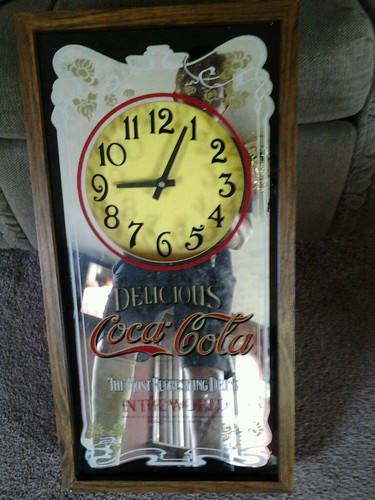 12
11 1
10 2
9 3
8 4
7 5
6
DELICIOUS
Coca-Cola
THE MOST REFRESHING DRINK
IN THE WORLD